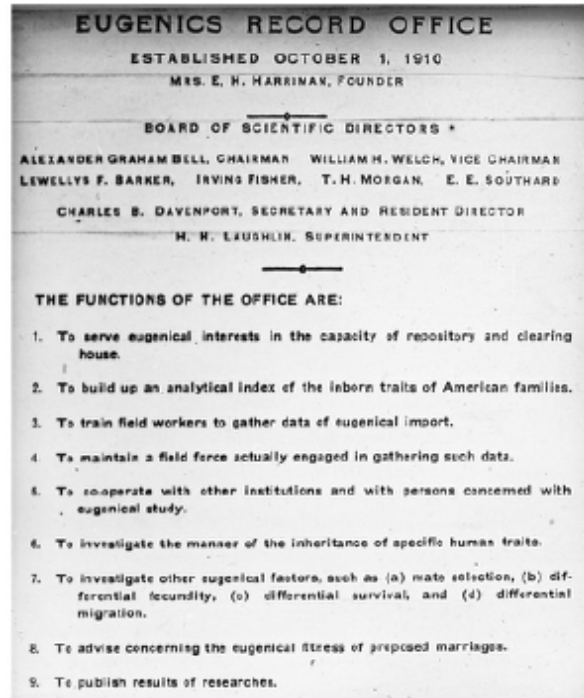 EUGENICS RECORD OFFICE
ESTABLISHED OCTOBER 1, 1910
MRS. E. H. HARRIMAN, FOUNDER
BOARD OF SCIENTIFIC DIRECTORS *
ALEXANDER GRAHAM BELL, CHAIRMAN WILLIAM H. WELCH, VICE CHAIRMAN
LEWELLYS F. BARKER, IRVING FISHER, T. H. MORGAN, E. E. SOUTHARD
CHARLES B. DAVENPORT, SECRETARY AND RESIDENT DIRECTOR
H. H. LAUGHLIN, SUPERINTENDENT
THE FUNCTIONS OF THE OFFICE ARE:
1. To serve eugenical interests in the capacity of repository and clearing
house.
2. To build up an analytical index of the inborn traits of American families.
3. To train field workers to gather data of eugenical import.
4. To maintain a field force actually engaged in gathering such data.
5. To co-operate with other institutions and with persons concerned with
eugenical study.
6. To investigate the manner of the inheritance of specific human traits.
7. To investigate other eugenical factors, such as (a) mate selection, (b) dif-
ferential fecundity, (c) differential survival, and (d) differential
migration.
8. To advise concerning the eugenical fitness of proposed marriages.
9. To publish results of researches.